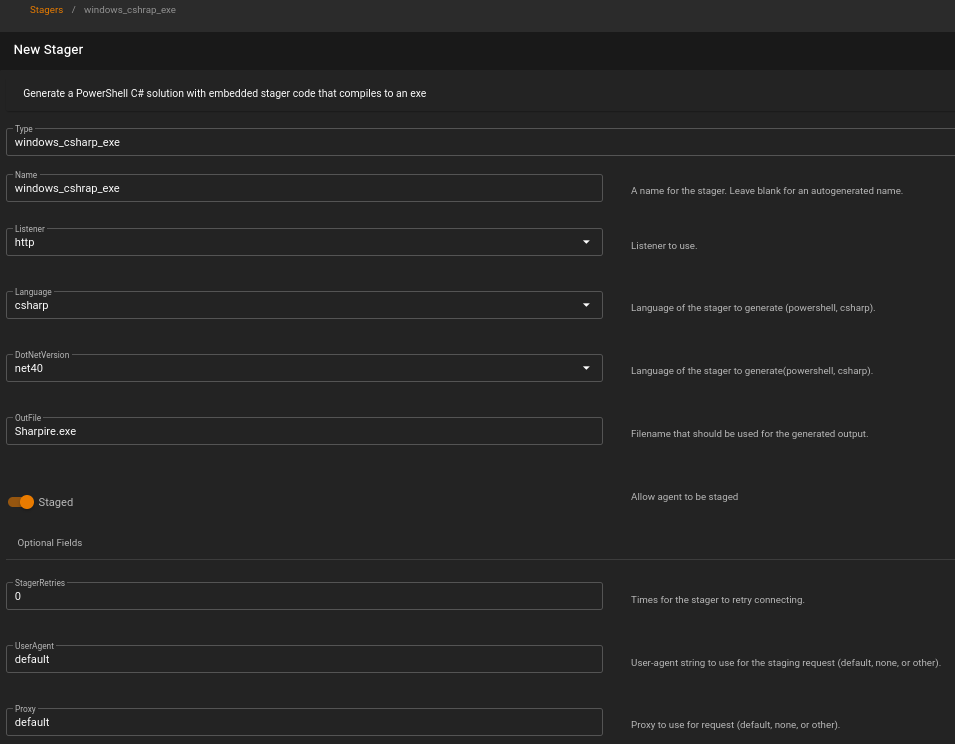 Stagers / windows_cshrap_exe
New Stager
Generate a PowerShell C# solution with embedded stager code that compiles to an exe
Type
windows_csharp_exe
Name
windows_cshrap_exe
A name for the stager. Leave blank for an autogenerated name.
Listener
http
Listener to use.
Language
csharp
Language of the stager to generate (powershell, csharp).
DotNetVersion
net40
Language of the stager to generate(powershell, csharp).
OutFile
Sharpire.exe
Filename that should be used for the generated output.
Staged
Allow agent to be staged
Optional Fields
StagerRetries
0
Times for the stager to retry connecting.
UserAgent
default
User-agent string to use for the staging request (default, none, or other).
Proxy
default
Proxy to use for request (default, none, or other).